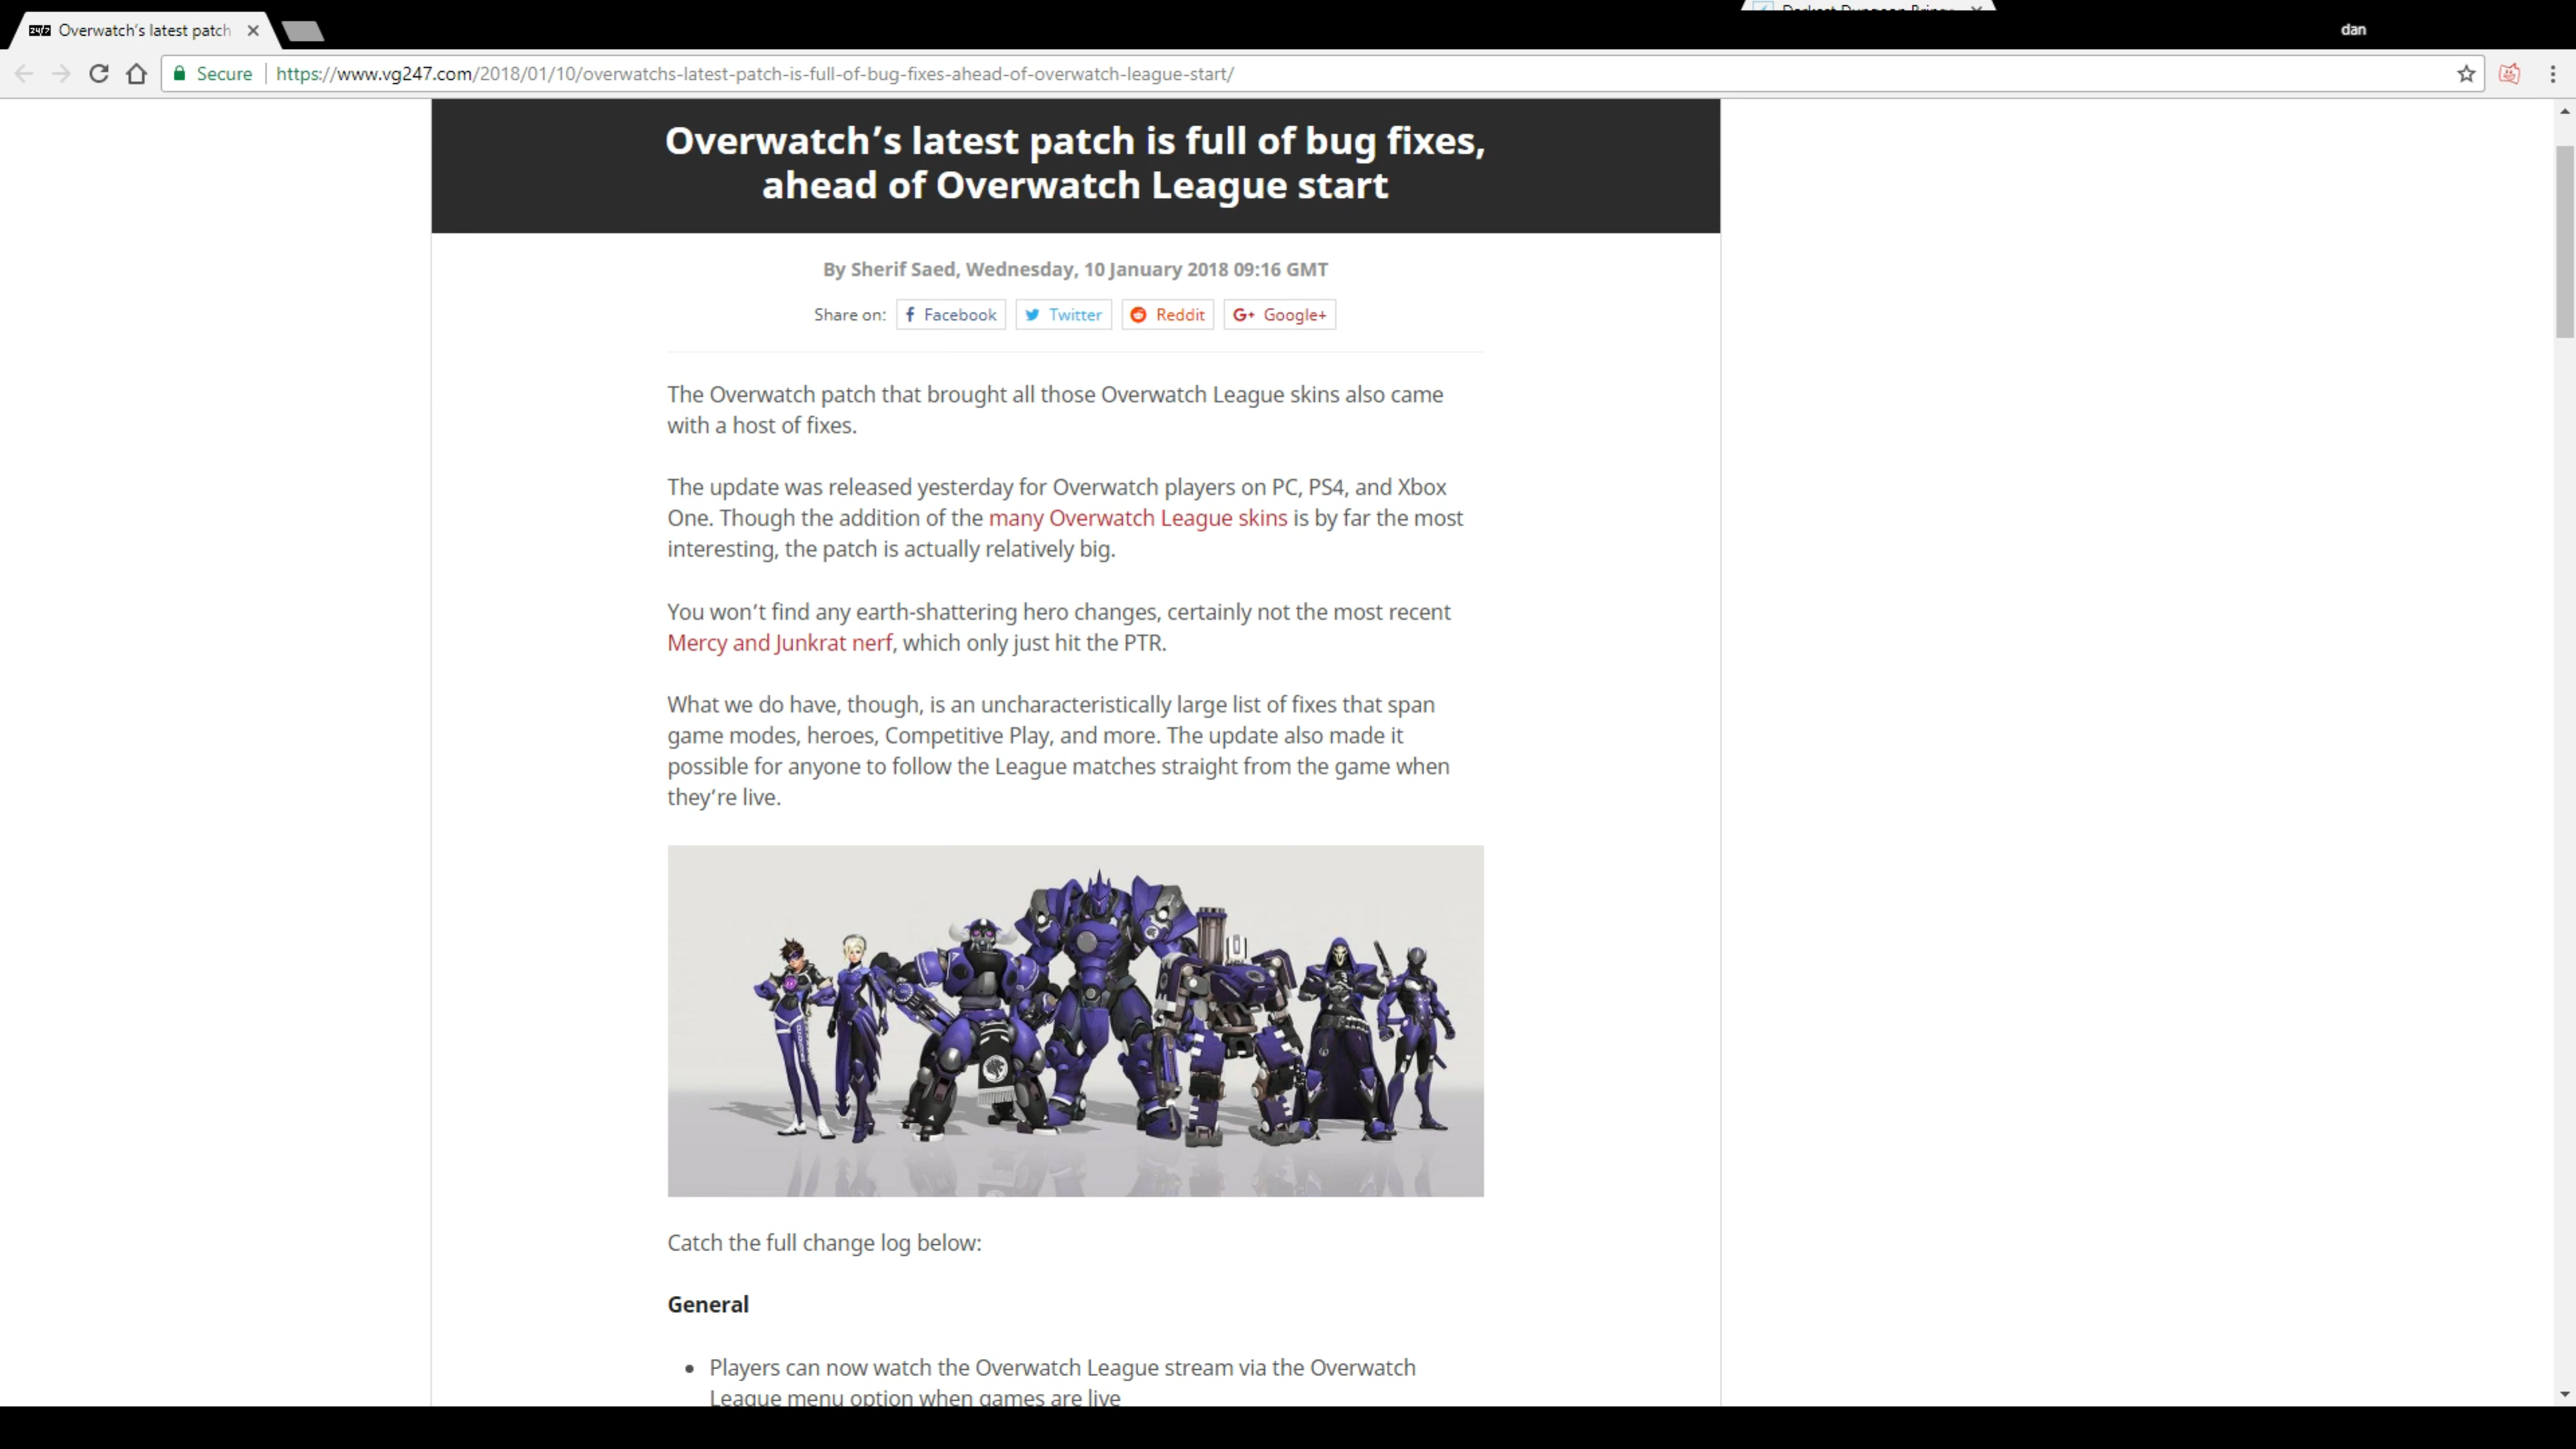 Darkest Dungeon Bring
24/7 Overwatch's latest patch
dan
Secure https://www.vg247.com/2018/01/10/overwatchs-latest-patch-is-full-of-bug-fixes-ahead-of-overwatch-league-start/
Overwatch's latest patch is full of bug fixes,
ahead of Overwatch League start
By Sherif Saed, Wednesday, 10 January 2018 09:16 GMT
Share on: Facebook Twitter Reddit G+ Google+
The Overwatch patch that brought all those Overwatch League skins also came
with a host of fixes.
The update was released yesterday for Overwatch players on PC, PS4, and Xbox
One. Though the addition of the many Overwatch League skins is by far the most
interesting, the patch is actually relatively big.
You won't find any earth-shattering hero changes, certainly not the most recent
Mercy and Junkrat nerf, which only just hit the PTR.
What we do have, though, is an uncharacteristically large list of fixes that span
game modes, heroes, Competitive Play, and more. The update also made it
possible for anyone to follow the League matches straight from the game when
they're live.
Catch the full change log below:
General
• Players can now watch the Overwatch League stream via the Overwatch
League menu option when games are live